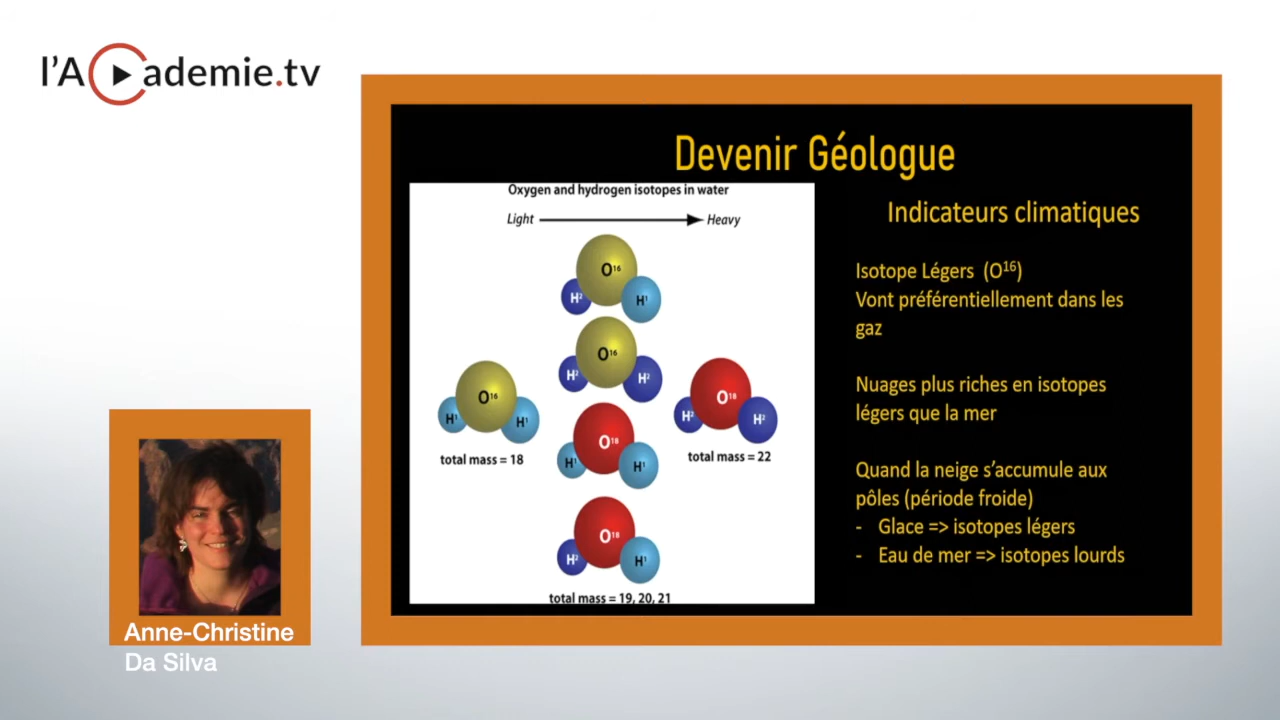 l'Academie.tv
Devenir Géologue
Oxygen and hydrogen isotopes in water
Light Heavy
O¹⁶
H² H¹
O¹⁶
H² H²
O¹⁶
H¹ H¹
total mass = 18
O¹⁸
H² H²
total mass = 22
O¹⁸
H¹ H¹
O¹⁸
H² H¹
total mass = 19, 20, 21
Indicateurs climatiques
Isotope Légers (O¹⁶)
Vont préférentiellement dans les
gaz
Nuages plus riches en isotopes
légers que la mer
Quand la neige s’accumule aux
pôles (période froide)
- Glace => isotopes légers
- Eau de mer => isotopes lourds
Anne-Christine
Da Silva